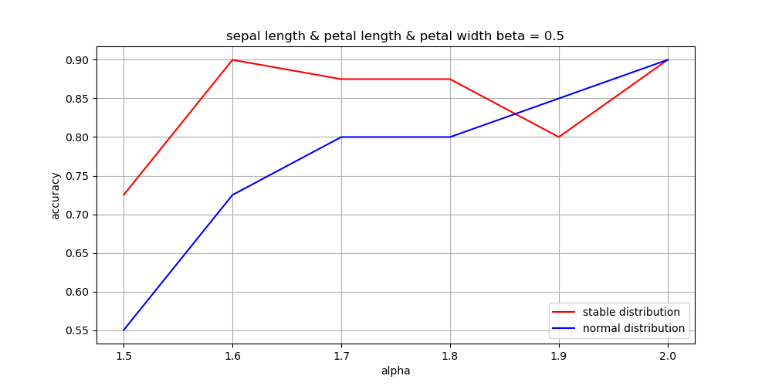 sepal length & petal length & petal width beta = 0.5
accuracy
0.90
0.85
0.80
0.75
0.70
0.65
0.60
0.55
stable distribution
normal distribution
1.5 1.6 1.7 1.8 1.9 2.0
alpha